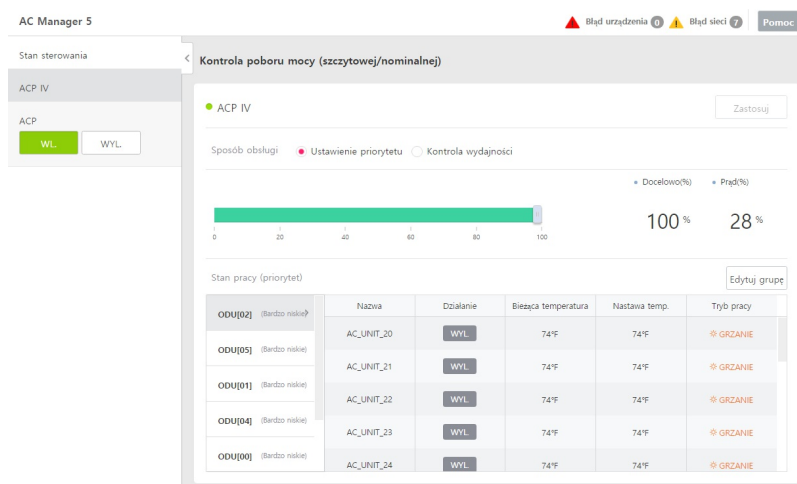 AC Manager 5
Błąd urządzenia 0 Błąd sieci 7 Pomoc
Stan sterowania
ACP IV
ACP
WŁ. WYŁ.
Kontrola poboru mocy (szczytowej/nominalnej)
ACP IV Zastosuj
Sposób obsługi Ustawienie priorytetu Kontrola wydajności
Docelowo(%) Prąd(%)
100 % 28 %
0 20 40 60 80 100
Stan pracy (priorytet) Edytuj grupę
Nazwa Działanie Bieżąca temperatura Nastawa temp. Tryb pracy
ODU[02] (Bardzo niskie)
ODU[05] (Bardzo niskie)
ODU[01] (Bardzo niskie)
ODU[04] (Bardzo niskie)
ODU[00] (Bardzo niskie)
AC_UNIT_20 WYŁ. 74°F 74°F GRZANIE
AC_UNIT_21 WYŁ. 74°F 74°F GRZANIE
AC_UNIT_22 WYŁ. 74°F 74°F GRZANIE
AC_UNIT_23 WYŁ. 74°F 74°F GRZANIE
AC_UNIT_24 WYŁ. 74°F 74°F GRZANIE